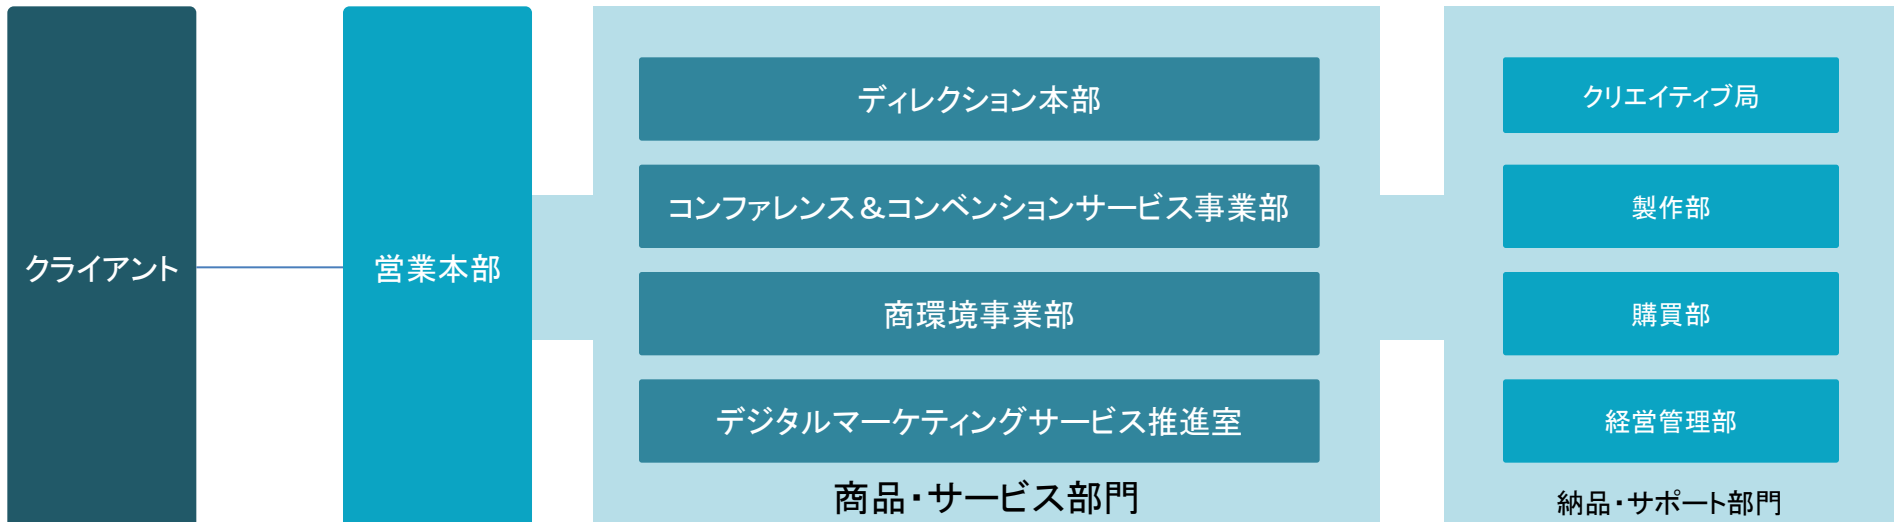 クライアント
営業本部
ディレクション本部
コンファレンス&コンベンションサービス事業部
商環境事業部
デジタルマーケティングサービス推進室
商品・サービス部門
クリエイティブ局
製作部
購買部
経営管理部
納品・サポート部門